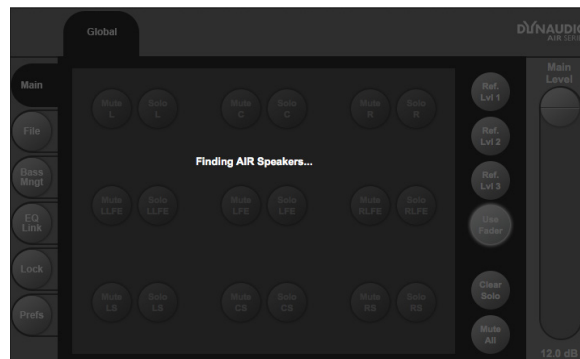 Global
DYNAUDIO
AIR SERIES
Main
File
Bass
Mngt
EQ
Link
Lock
Prefs
Mute
L
Solo
L
Mute
C
Solo
C
Mute
R
Solo
R
Finding AIR Speakers...
Mute
LLFE
Solo
LLFE
Mute
LFE
Solo
LFE
Mute
RLFE
Solo
RLFE
Mute
LS
Solo
LS
Mute
CS
Solo
CS
Mute
RS
Solo
RS
Ref.
Lvl 1
Ref.
Lvl 2
Ref.
Lvl 3
Use
Fader
Clear
Solo
Mute
All
Main
Level
12.0 dB